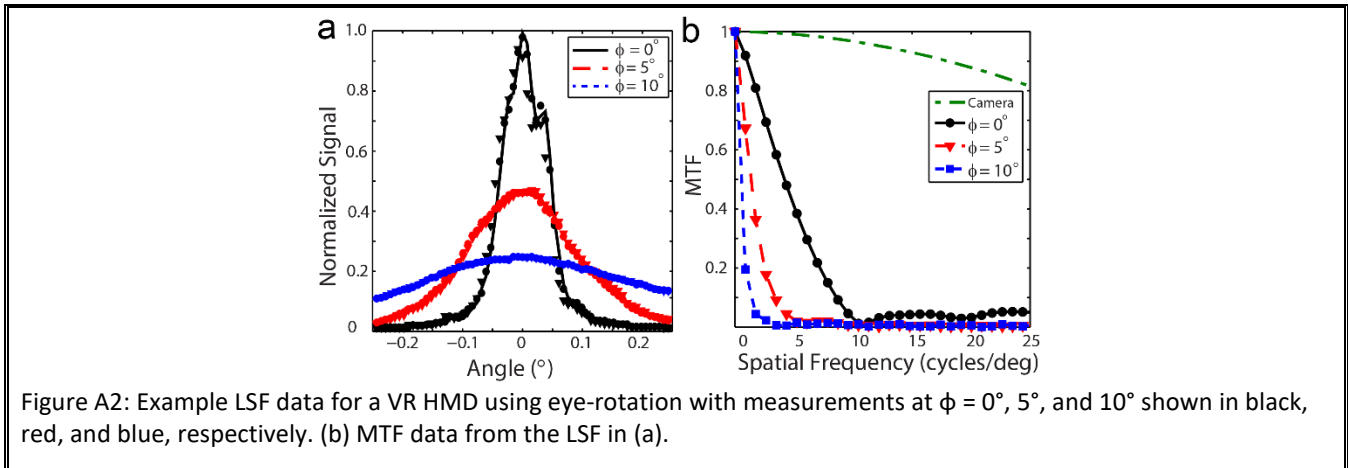 a
1.0
0.8
0.6
0.4
0.2
0
Normalized Signal
ϕ = 0°
ϕ = 5°
ϕ = 10°
−0.2 −0.1 0 0.1 0.2
Angle (°)
b
1
0.8
0.6
0.4
0.2
MTF
Camera
ϕ = 0°
ϕ = 5°
ϕ = 10°
0 5 10 15 20 25
Spatial Frequency (cycles/deg)
Figure A2: Example LSF data for a VR HMD using eye-rotation with measurements at ϕ = 0°, 5°, and 10° shown in black,
red, and blue, respectively. (b) MTF data from the LSF in (a).